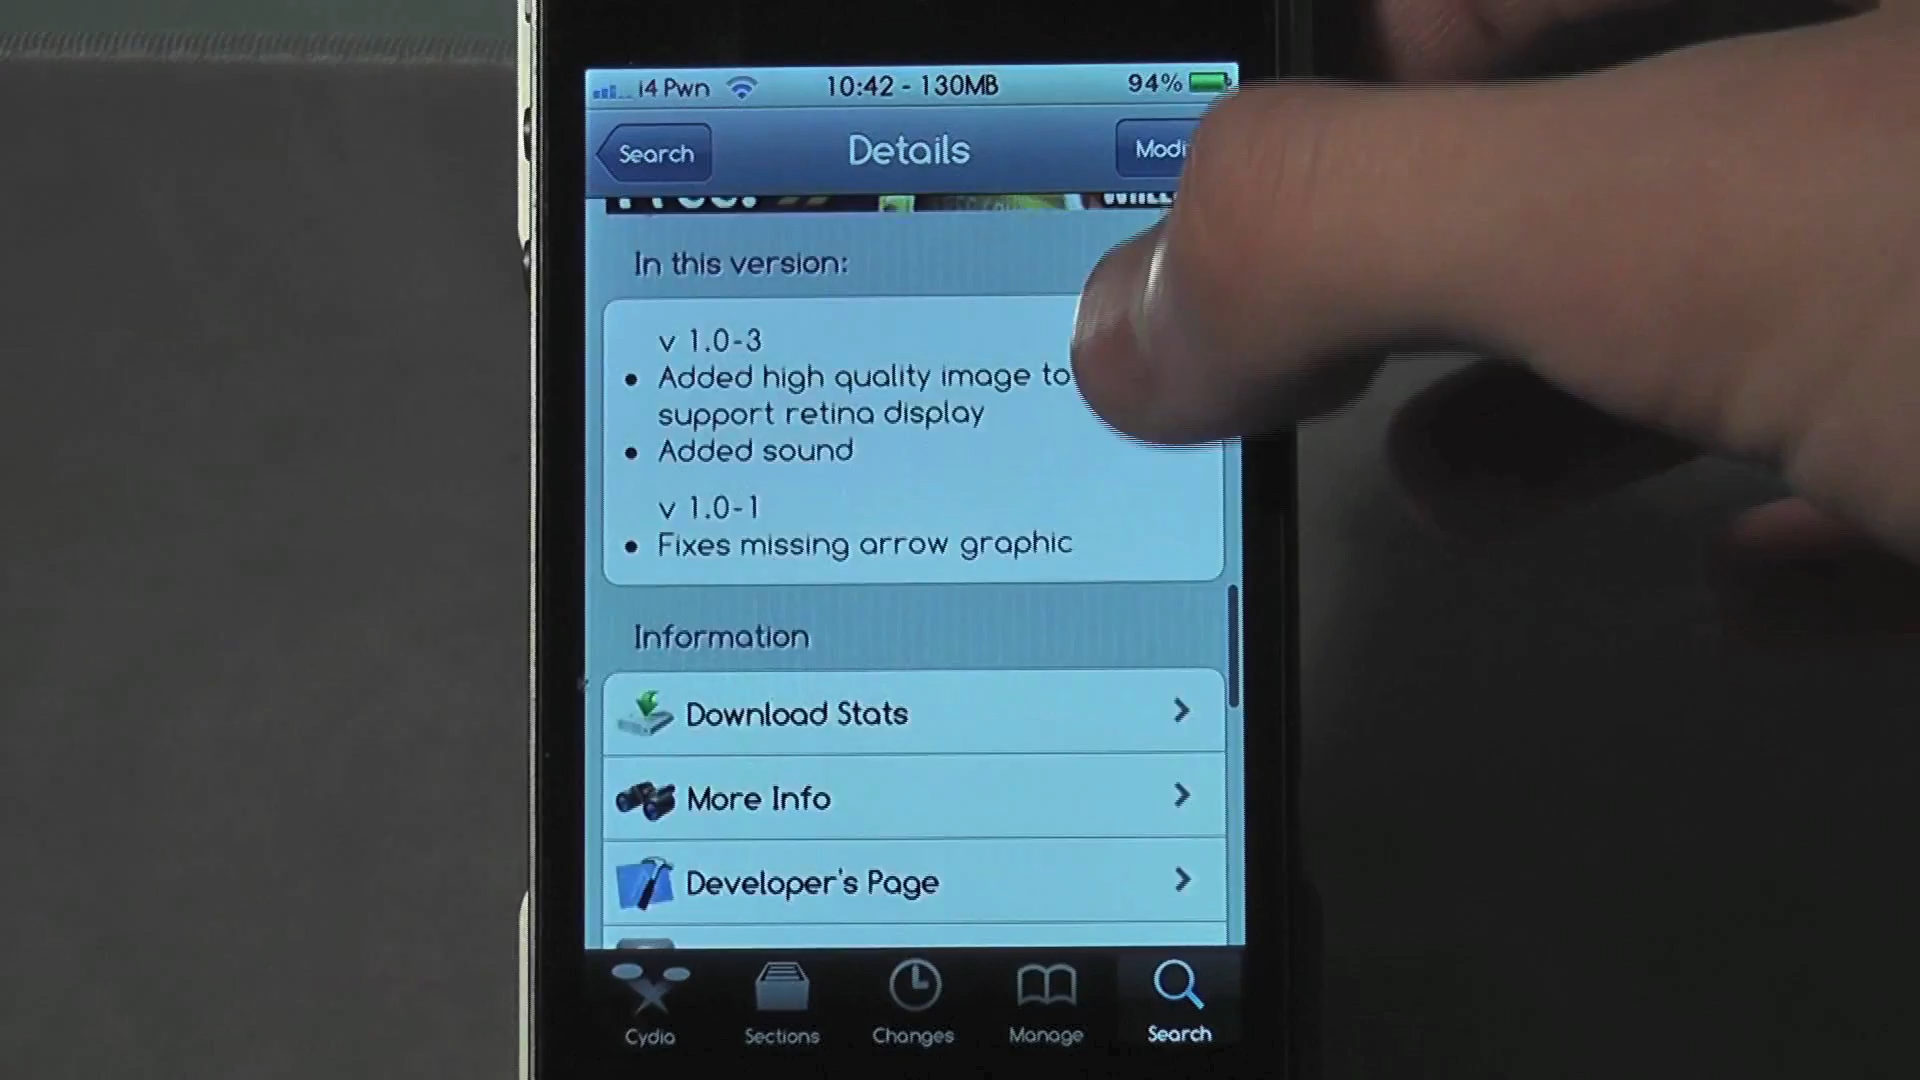 i4 Pwn 10:42 - 130MB 94%
Search Details
In this version:
v 1.0-3
Added high quality image to
support retina display
Added sound
v 1.0-1
Fixes missing arrow graphic
Information
Download Stats
More Info
Developer's Page
Cydia Sections Changes Manage Search